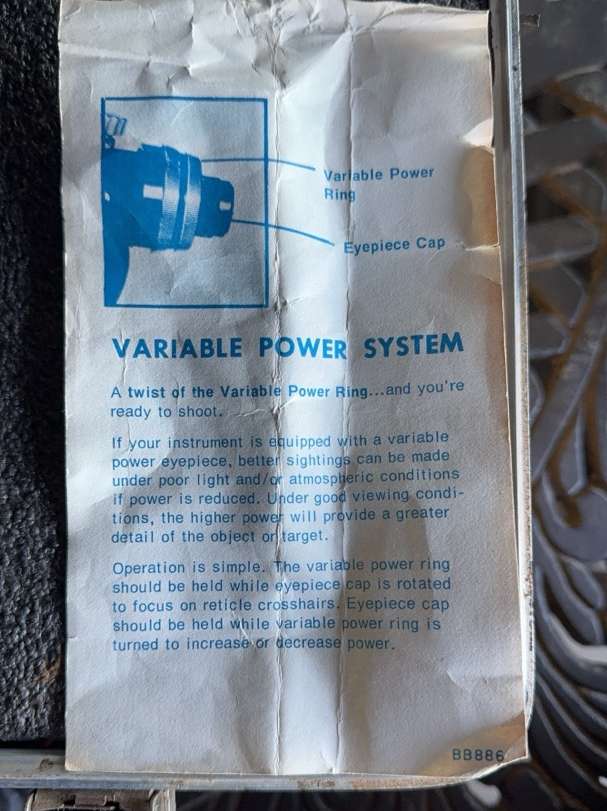 Variable Power
Ring
Eyepiece Cap
VARIABLE POWER SYSTEM
A twist of the Variable Power Ring...and you're
ready to shoot.
If your instrument is equipped with a variable
power eyepiece, better sightings can be made
under poor light and/or atmospheric conditions
if power is reduced. Under good viewing condi-
tions, the higher power will provide a greater
detail of the object or target.
Operation is simple. The variable power ring
should be held while eyepiece cap is rotated
to focus on reticle crosshairs. Eyepiece cap
should be held while variable power ring is
turned to increase or decrease power.
BB886